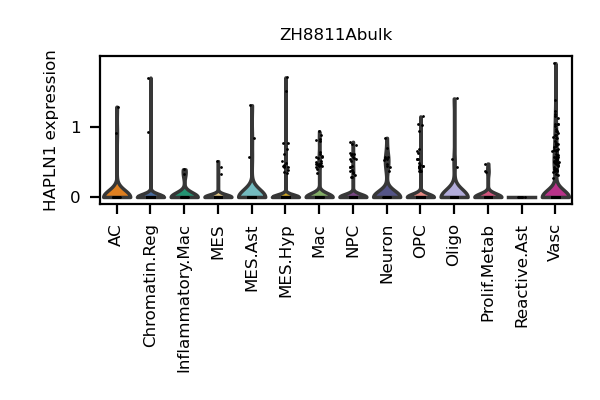 ZH8811Abulk
HAPLN1 expression
1
0
AC
Chromatin.Reg
Inflammatory.Mac
MES
MES.Ast
MES.Hyp
Mac
NPC
Neuron
OPC
Oligo
Prolif.Metab
Reactive.Ast
Vasc